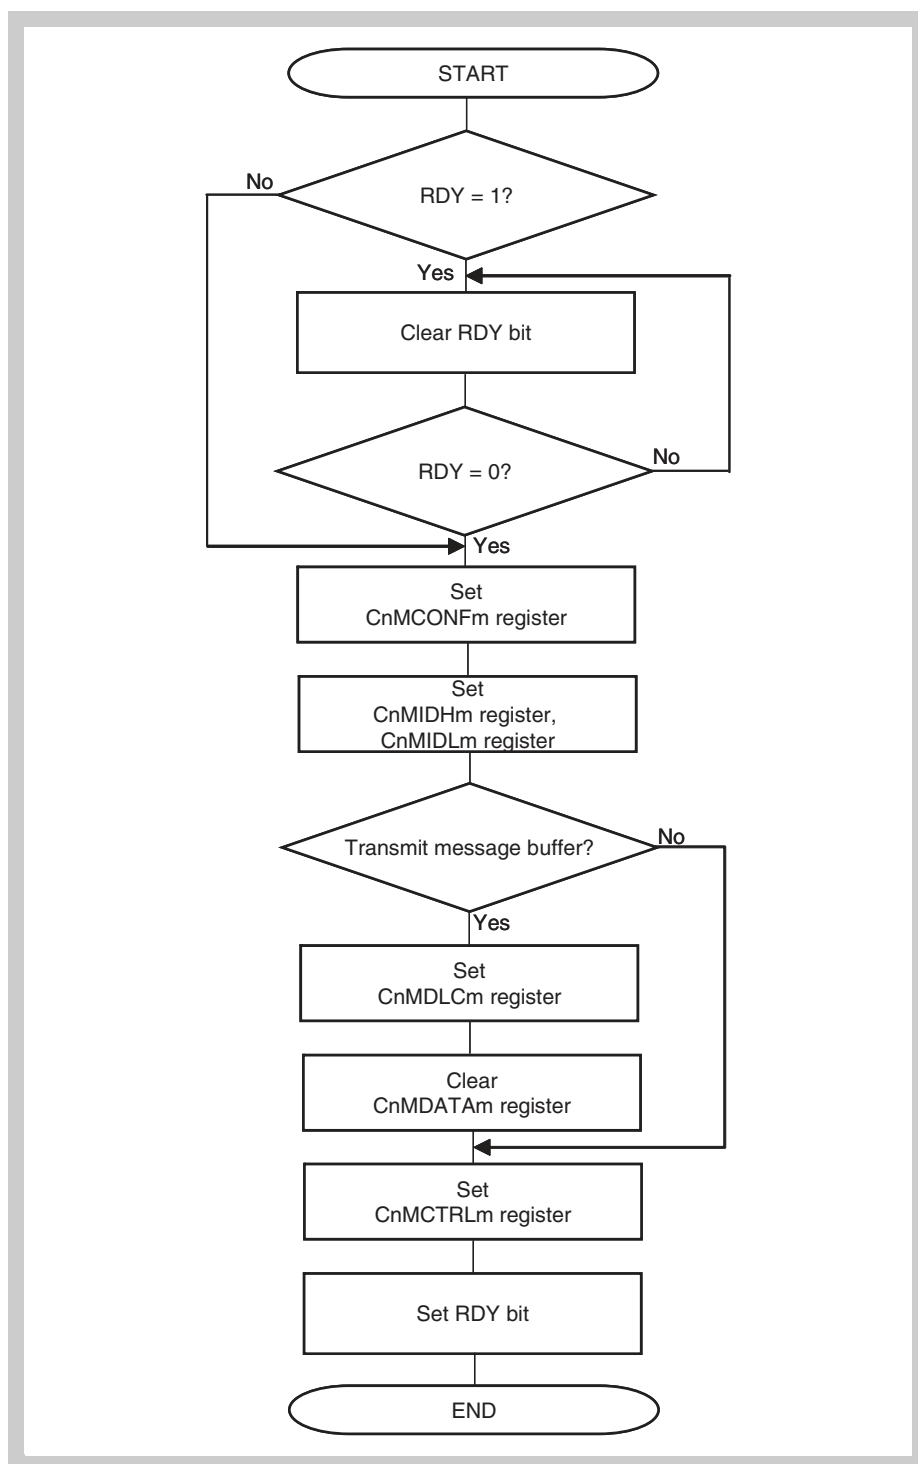 START
RDY = 1?
No
Yes
Clear RDY bit
RDY = 0?
No
Yes
Set
CnMCONFm register
Set
CnMIDHm register,
CnMIDLm register
Transmit message buffer?
No
Yes
Set
CnMDLCm register
Clear
CnMDATAm register
Set
CnMCTRLm register
Set RDY bit
END